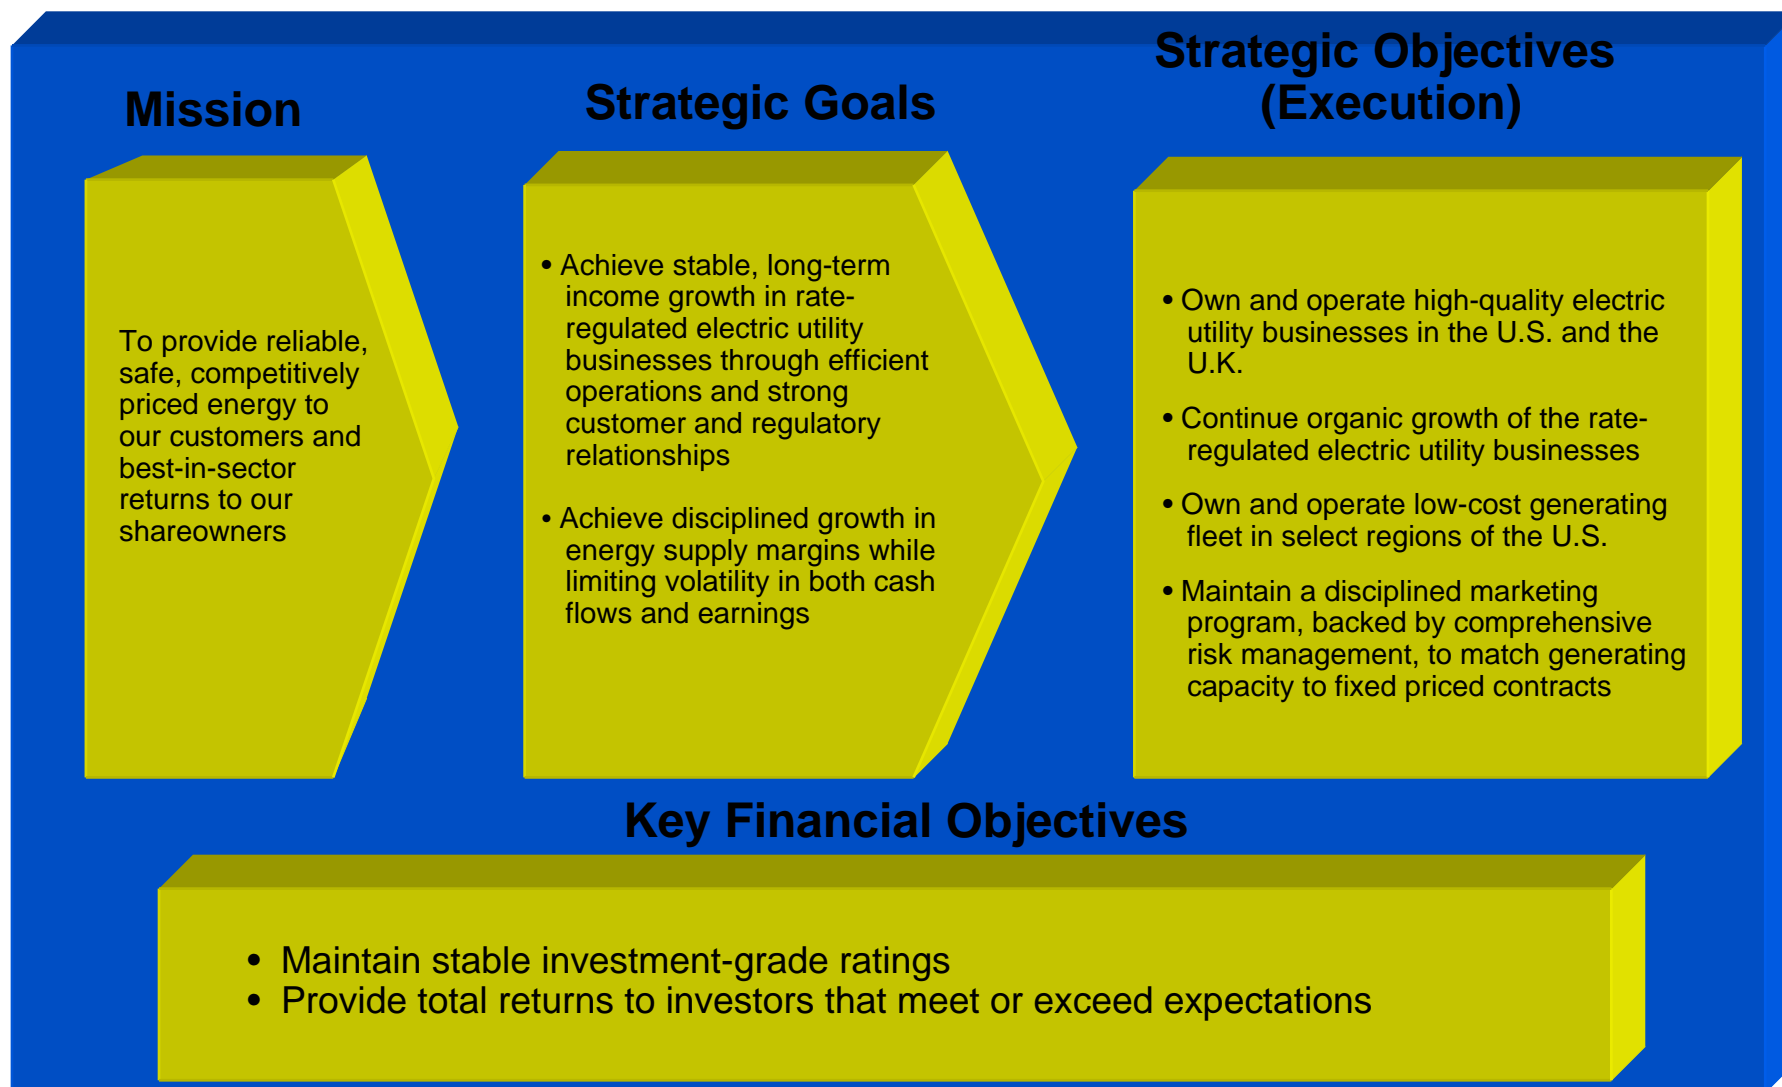 Mission
To provide reliable,
safe, competitively
priced energy to
our customers and
best-in-sector
returns to our
shareowners
Strategic Goals
• Achieve stable, long-term
income growth in rate-
regulated electric utility
businesses through efficient
operations and strong
customer and regulatory
relationships
• Achieve disciplined growth in
energy supply margins while
limiting volatility in both cash
flows and earnings
Strategic Objectives
(Execution)
• Own and operate high-quality electric
utility businesses in the U.S. and the
U.K.
• Continue organic growth of the rate-
regulated electric utility businesses
• Own and operate low-cost generating
fleet in select regions of the U.S.
• Maintain a disciplined marketing
program, backed by comprehensive
risk management, to match generating
capacity to fixed priced contracts
Key Financial Objectives
• Maintain stable investment-grade ratings
• Provide total returns to investors that meet or exceed expectations